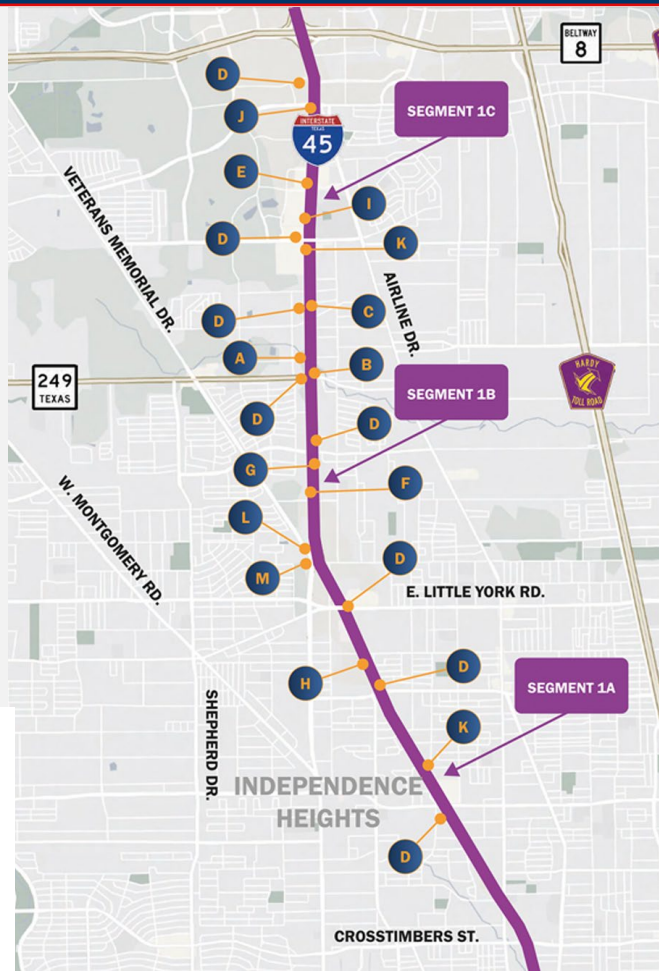 BELTWAY
8
D
J
SEGMENT 1C
INTERSTATE
TEXAS
45
E
VETERANS MEMORIAL DR.
I
D
K
AIRLINE DR.
D
C
A
B
249
TEXAS
HARDY
TOLL ROAD
SEGMENT 1B
D
D
G
F
W. MONTGOMERY RD.
L
D
M
E. LITTLE YORK RD.
D
H
SEGMENT 1A
SHEPHERD DR.
K
INDEPENDENCE
HEIGHTS
D
CROSSTIMBERS ST.